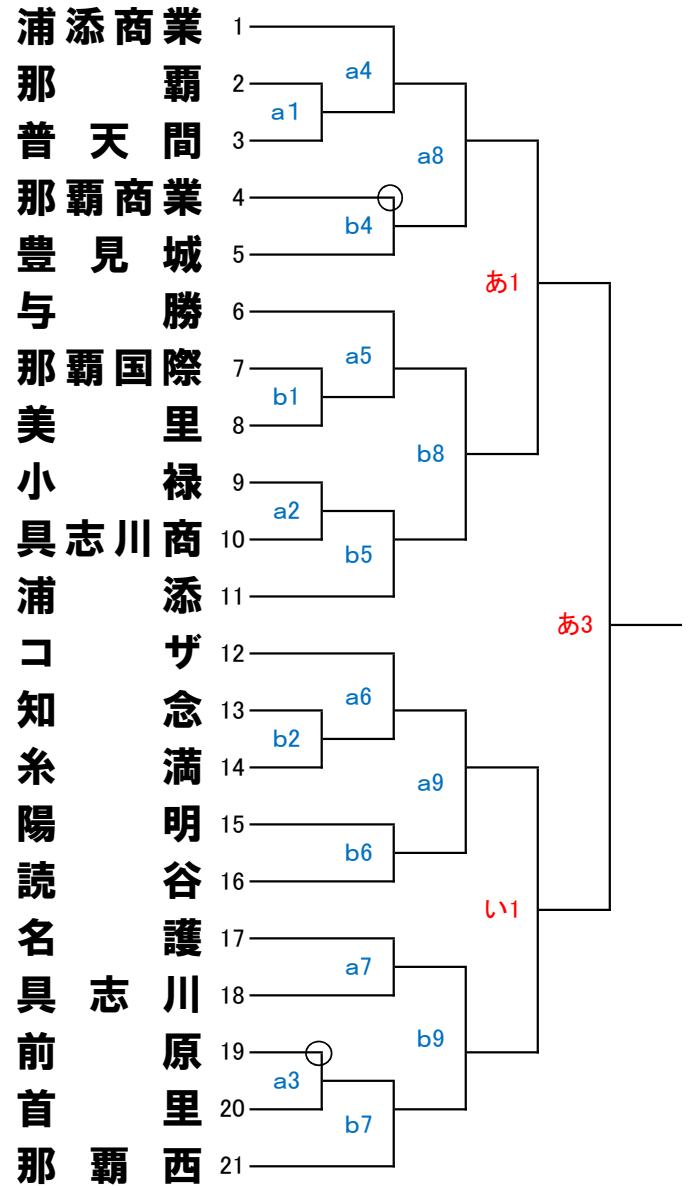 浦添商業 1
a4
那覇 2
a1
普天間 3
a8
那覇商業 4
b4
豊見城 5
あ1
与勝 6
a5
那覇国際 7
b1
美里 8
b8
小禄 9
a2
具志川商 10
b5
浦添 11
あ3
コザ 12
a6
知念 13
b2
糸満 14
a9
陽明 15
b6
読谷 16
い1
名護 17
a7
具志川 18
b9
前原 19
a3
首里 20
b7
那覇西 21